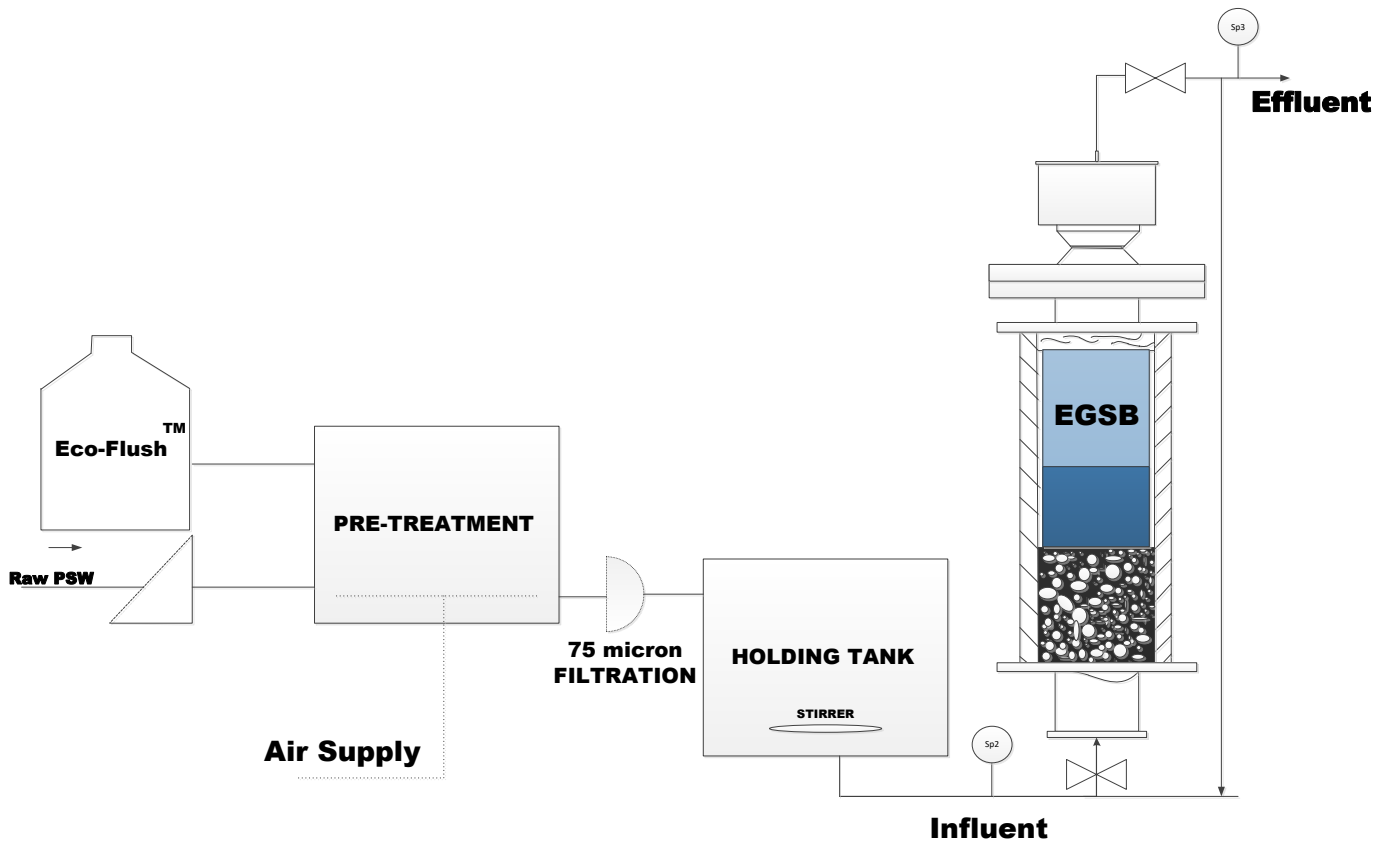 Sp3
Effluent
EGSB
TM
Eco-Flush
PRE-TREATMENT
Raw PSW
75 micron
FILTRATION
HOLDING TANK
STIRRER
Air Supply
Sp2
Influent